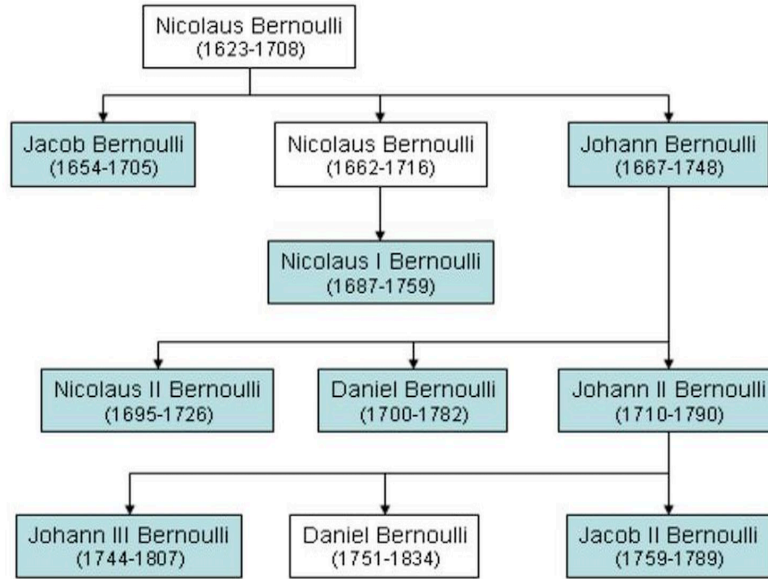 Nicolaus Bernoulli
(1623-1708)
Jacob Bernoulli
(1654-1705)
Nicolaus Bernoulli
(1662-1716)
Johann Bernoulli
(1667-1748)
Nicolaus I Bernoulli
(1687-1759)
Nicolaus II Bernoulli
(1695-1726)
Daniel Bernoulli
(1700-1782)
Johann II Bernoulli
(1710-1790)
Johann III Bernoulli
(1744-1807)
Daniel Bernoulli
(1751-1834)
Jacob II Bernoulli
(1759-1789)